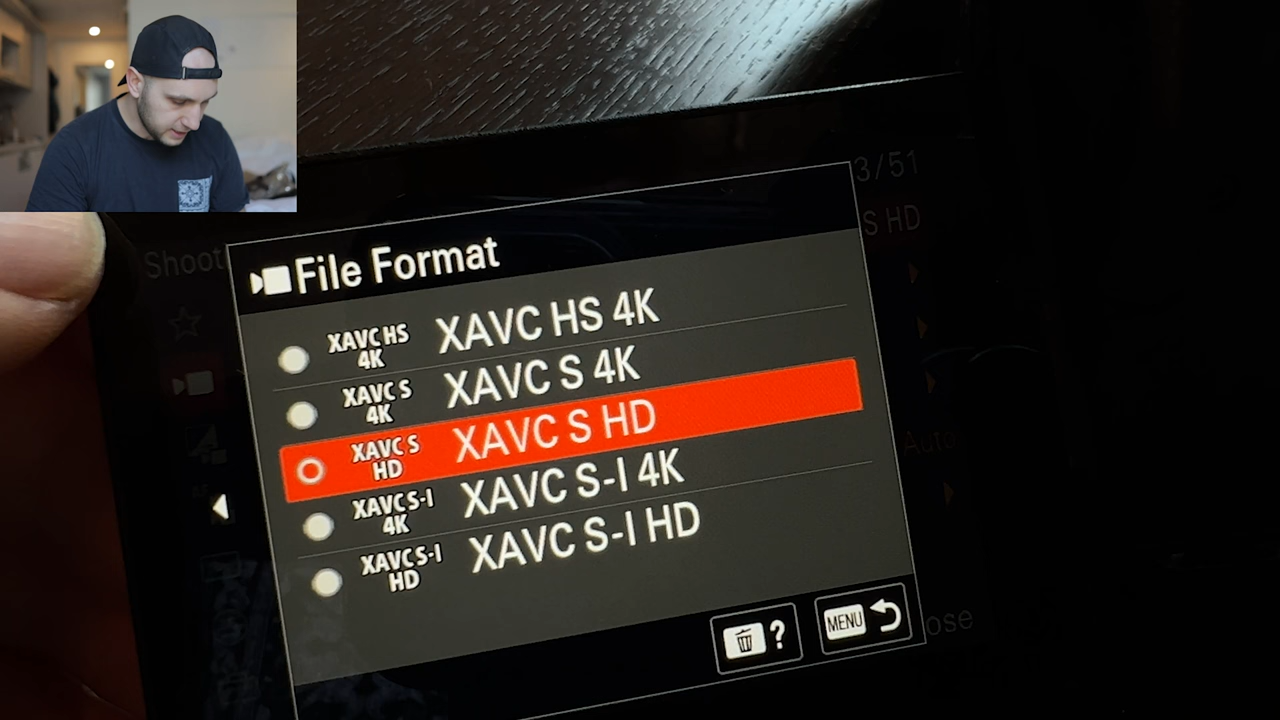 3/51
S HD
Shoot
File Format
XAVC HS 4K XAVC HS 4K
XAVC S 4K XAVC S 4K
XAVC S HD XAVC S HD
XAVC S-I 4K XAVC S-I 4K
XAVC S-I HD XAVC S-I HD
Auto
? MENU
ose